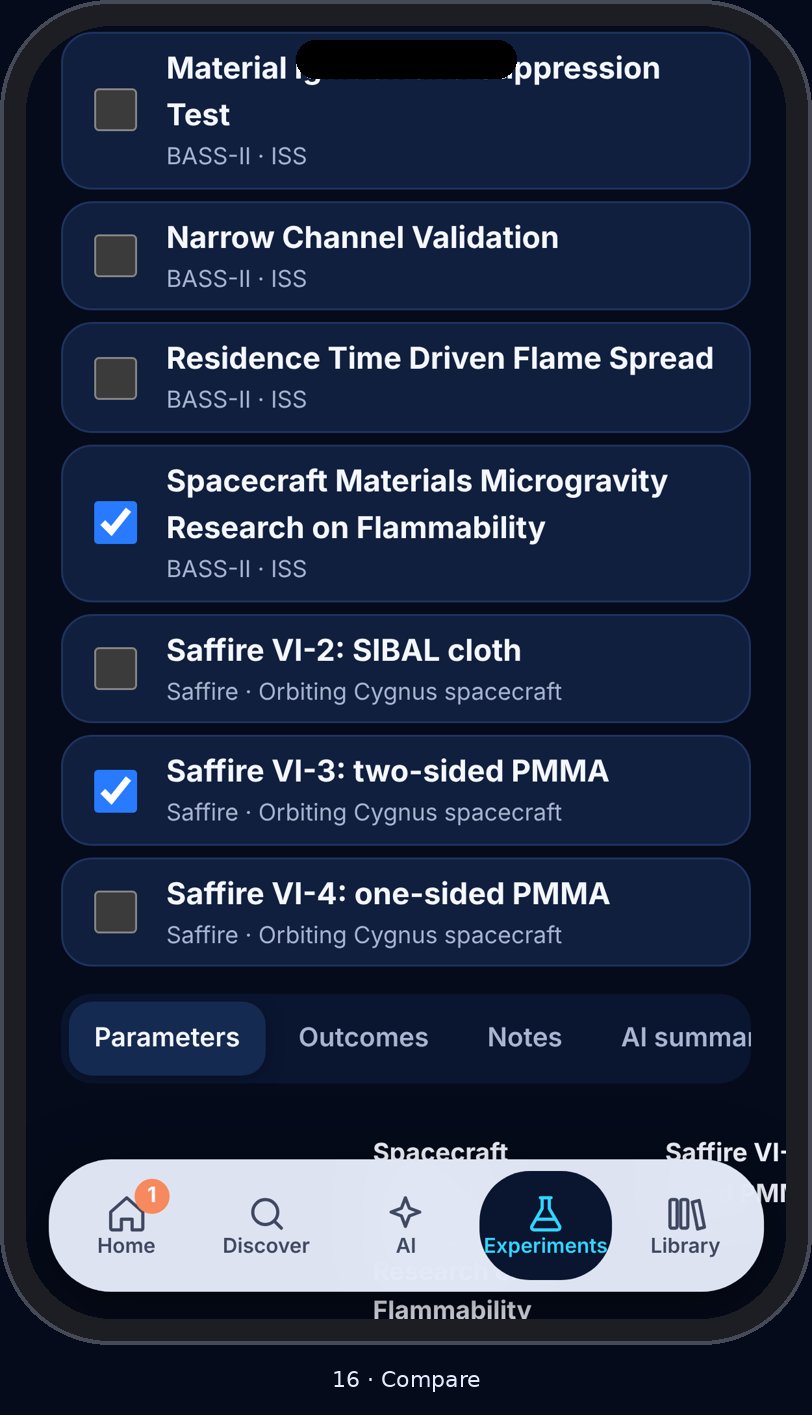 Material
Test
BASS-II · ISS
Narrow Channel Validation
BASS-II · ISS
Residence Time Driven Flame Spread
BASS-II · ISS
Spacecraft Materials Microgravity
Research on Flammability
BASS-II · ISS
Saffire VI-2: SIBAL cloth
Saffire · Orbiting Cygnus spacecraft
Saffire VI-3: two-sided PMMA
Saffire · Orbiting Cygnus spacecraft
Saffire VI-4: one-sided PMMA
Saffire · Orbiting Cygnus spacecraft
Parameters Outcomes Notes AI summar
Spacecraft Saffire VI-
1
Home Discover AI Experiments Library
Flammability
16 · Compare